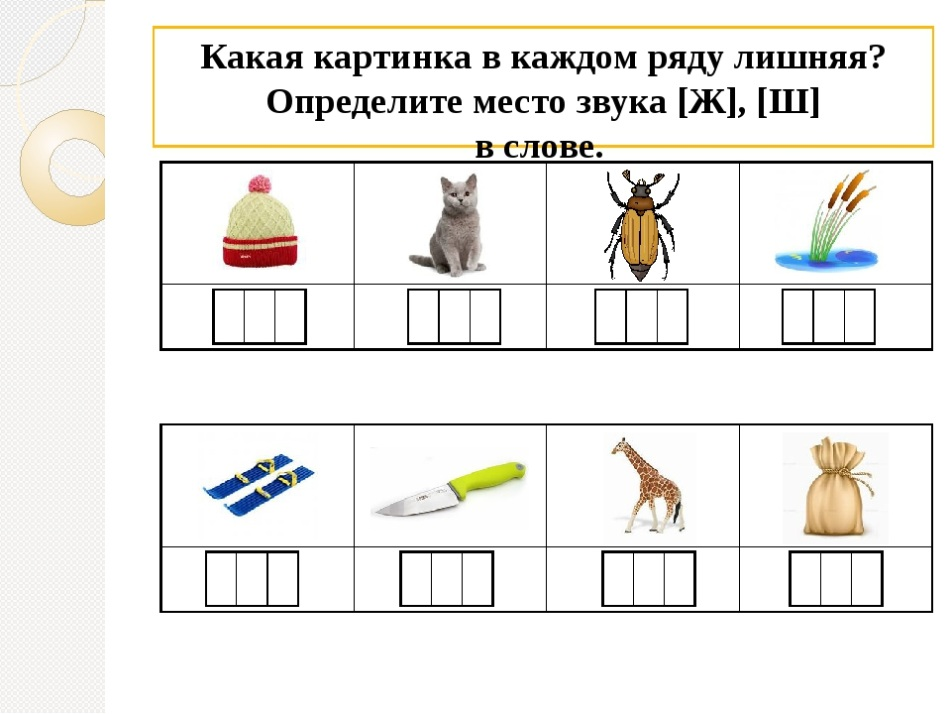 Какая картинка в каждом ряду лишняя?
Определите место звука [Ж], [Ш]
в слове.